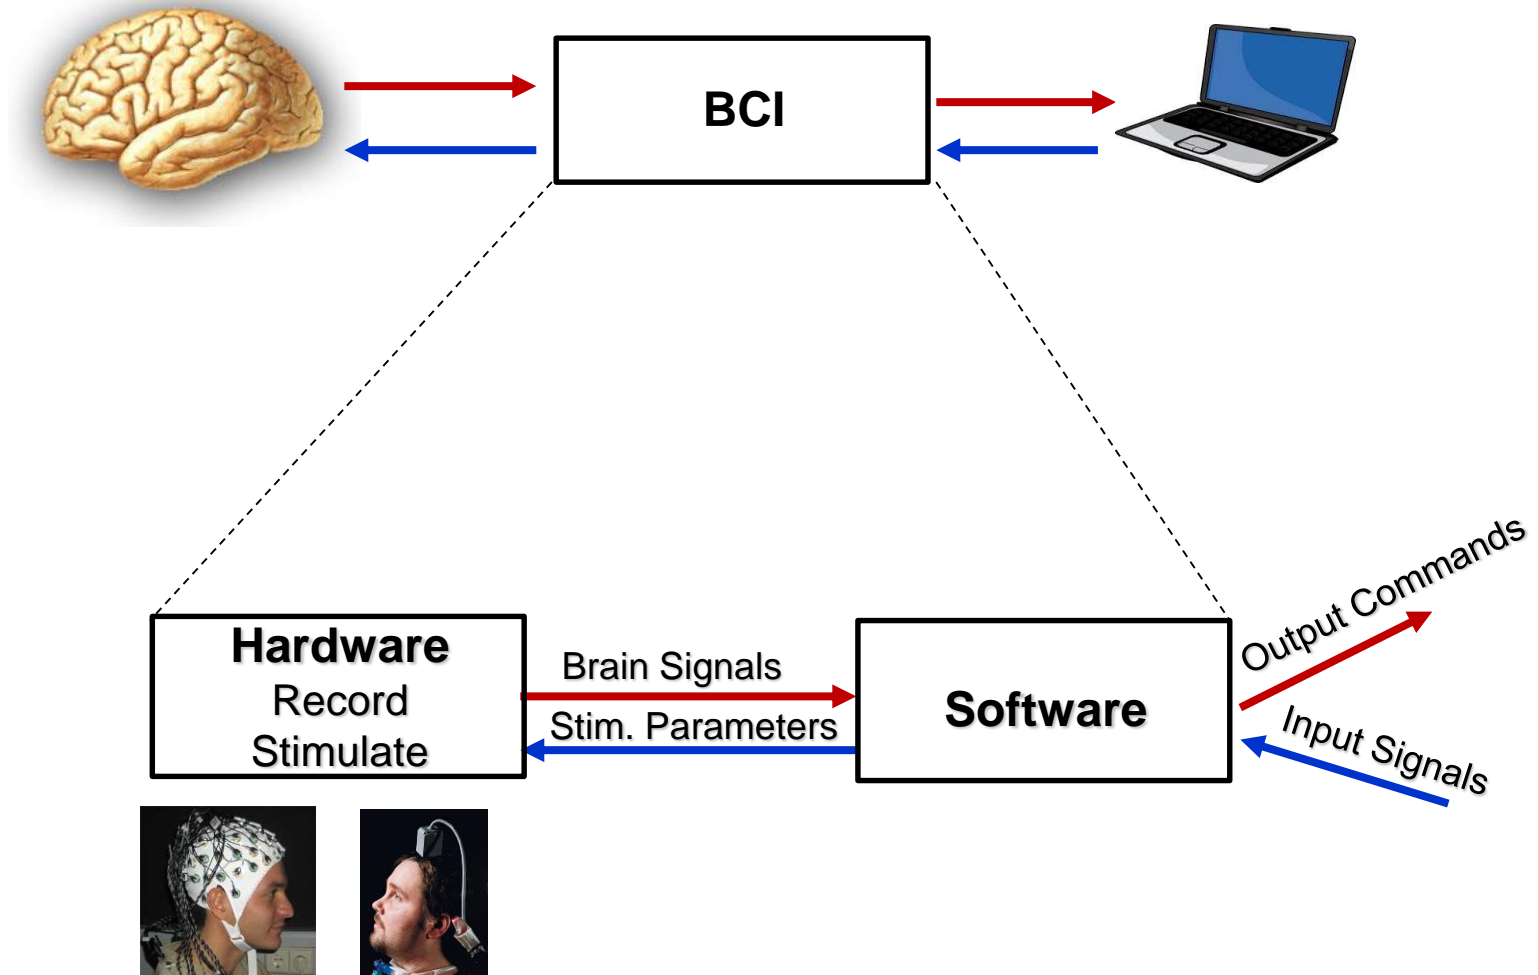 BCI
Hardware
Record
Stimulate
Brain Signals
Stim. Parameters
Software
Output Commands
Input Signals